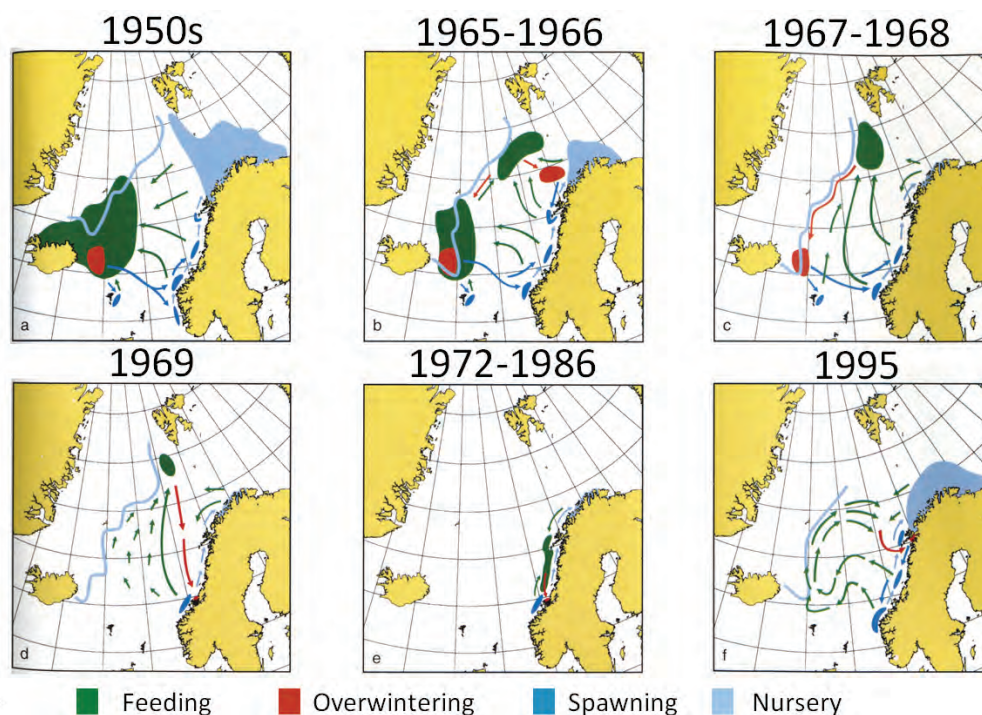 1950s
1965-1966
1967-1968
a
b
c
1969
1972-1986
1995
d
e
f
Feeding
Overwintering
Spawning
Nursery